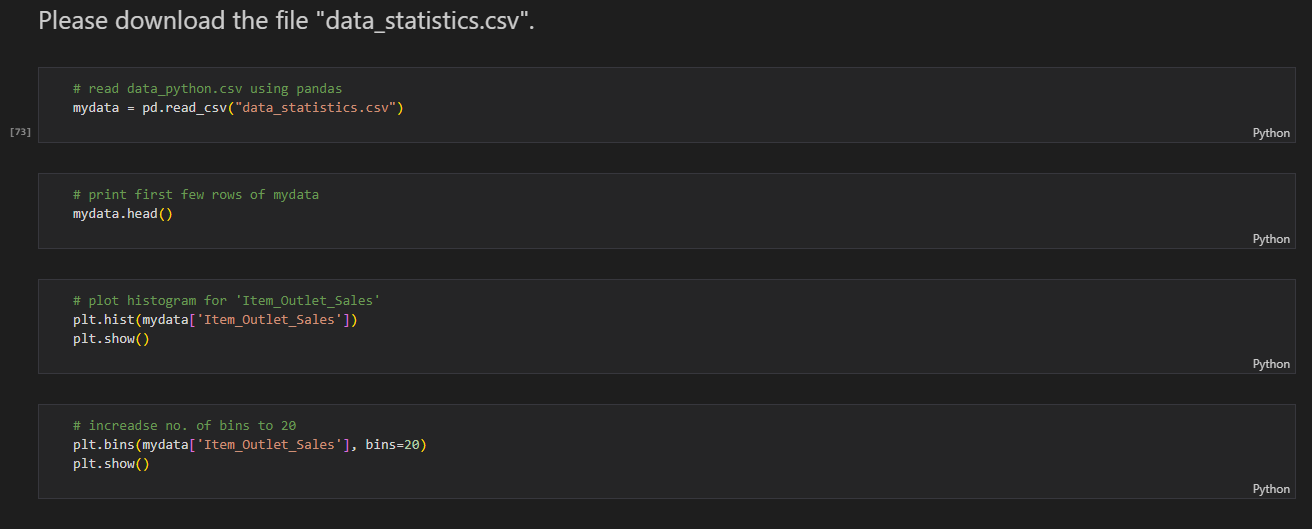 Please download the file "data_statistics.csv".
# read data_python.csv using pandas
mydata = pd.read_csv("data_statistics.csv")
[73]
Python
# print first few rows of mydata
mydata.head()
Python
# plot histogram for 'Item_Outlet_Sales'
plt.hist(mydata['Item_Outlet_Sales'])
plt.show()
Python
# increadse no. of bins to 20
plt.bins(mydata['Item_Outlet_Sales'], bins=20)
plt.show()
Python